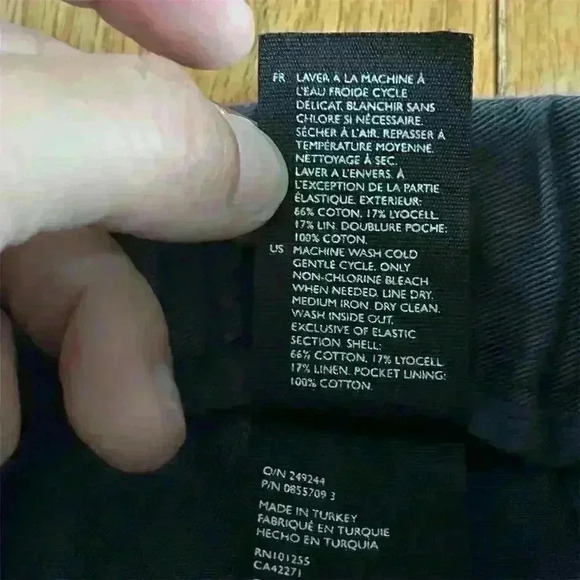 FR LAVER A LA MACHINE À
L'EAU FROIDE CYCLE
DELICAT. BLANCHIR SANS
CHLORE SI NÉCESSAIRE.
SÉCHER À L'AIR. REPASSER À
TEMPÉRATURE MOYENNE.
NETTOYAGE À SEC.
LAVER A L'ENVERS. À
L'EXCEPTION DE LA PARTIE
ÉLASTIQUE. EXTERIEUR:
66% COTON, 17% LYOCELL
17% LIN. DOUBLURE POCHE:
100% COTON.
US MACHINE WASH COLD
GENTLE CYCLE. ONLY
NON-CHLORINE BLEACH
WHEN NEEDED. LINE DRY.
MEDIUM IRON. DRY CLEAN.
WASH INSIDE OUT,
EXCLUSIVE OF ELASTIC
SECTION: SHELL:
66% COTTON, 17% LYOCELL
17% LINEN. POCKET LINING:
100% COTTON.
O/N 249244
P/N 0855709 3
MADE IN TURKEY
FABRIQUÉ EN TURQUIE
HECHO EN TURQUIA
RN101255
CA42271